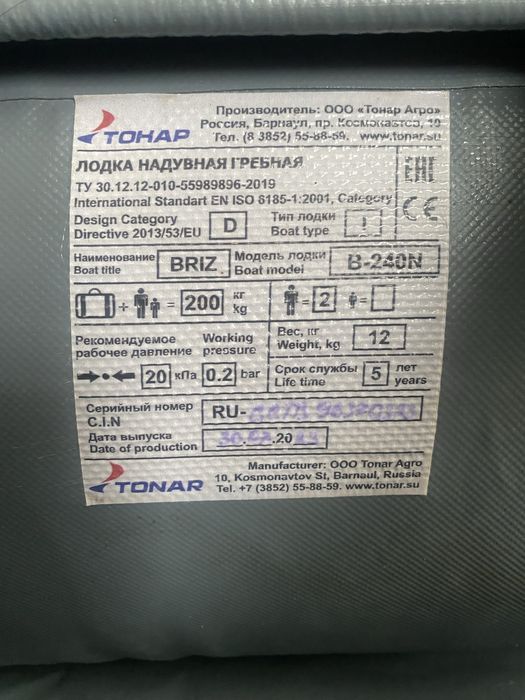 ТОНАР
Производитель: ООО «Тонар Агро»
Россия, Барнаул, пр. Космонавтов, 10
Тел. (8 3852) 55-88-59. www.tonar.su
ЛОДКА НАДУВНАЯ ГРЕБНАЯ
ТУ 30.12.12-010-55989896-2019
International Standart EN ISO 6185-1:2001, Category
EAC
CE
Design Category
Directive 2013/53/EU
D
Тип лодки
Boat type
I
Наименование
Boat title
BRIZ
Модель лодки
Boat model
B-240N
+ = 200 кг
kg
= 2 =
Рекомендуемое
рабочее давление
Working
pressure
20 кПа 0.2 bar
Вес, кг
Weight, kg
12
Срок службы
Life time
5 лет
years
Серийный номер
C.I.N
RU-
Дата выпуска
Date of production
.20
TONAR
Manufacturer: ООО Tonar Agro
10, Kosmonavtov St, Barnaul, Russia
Tel. +7 (3852) 55-88-59. www.tonar.su